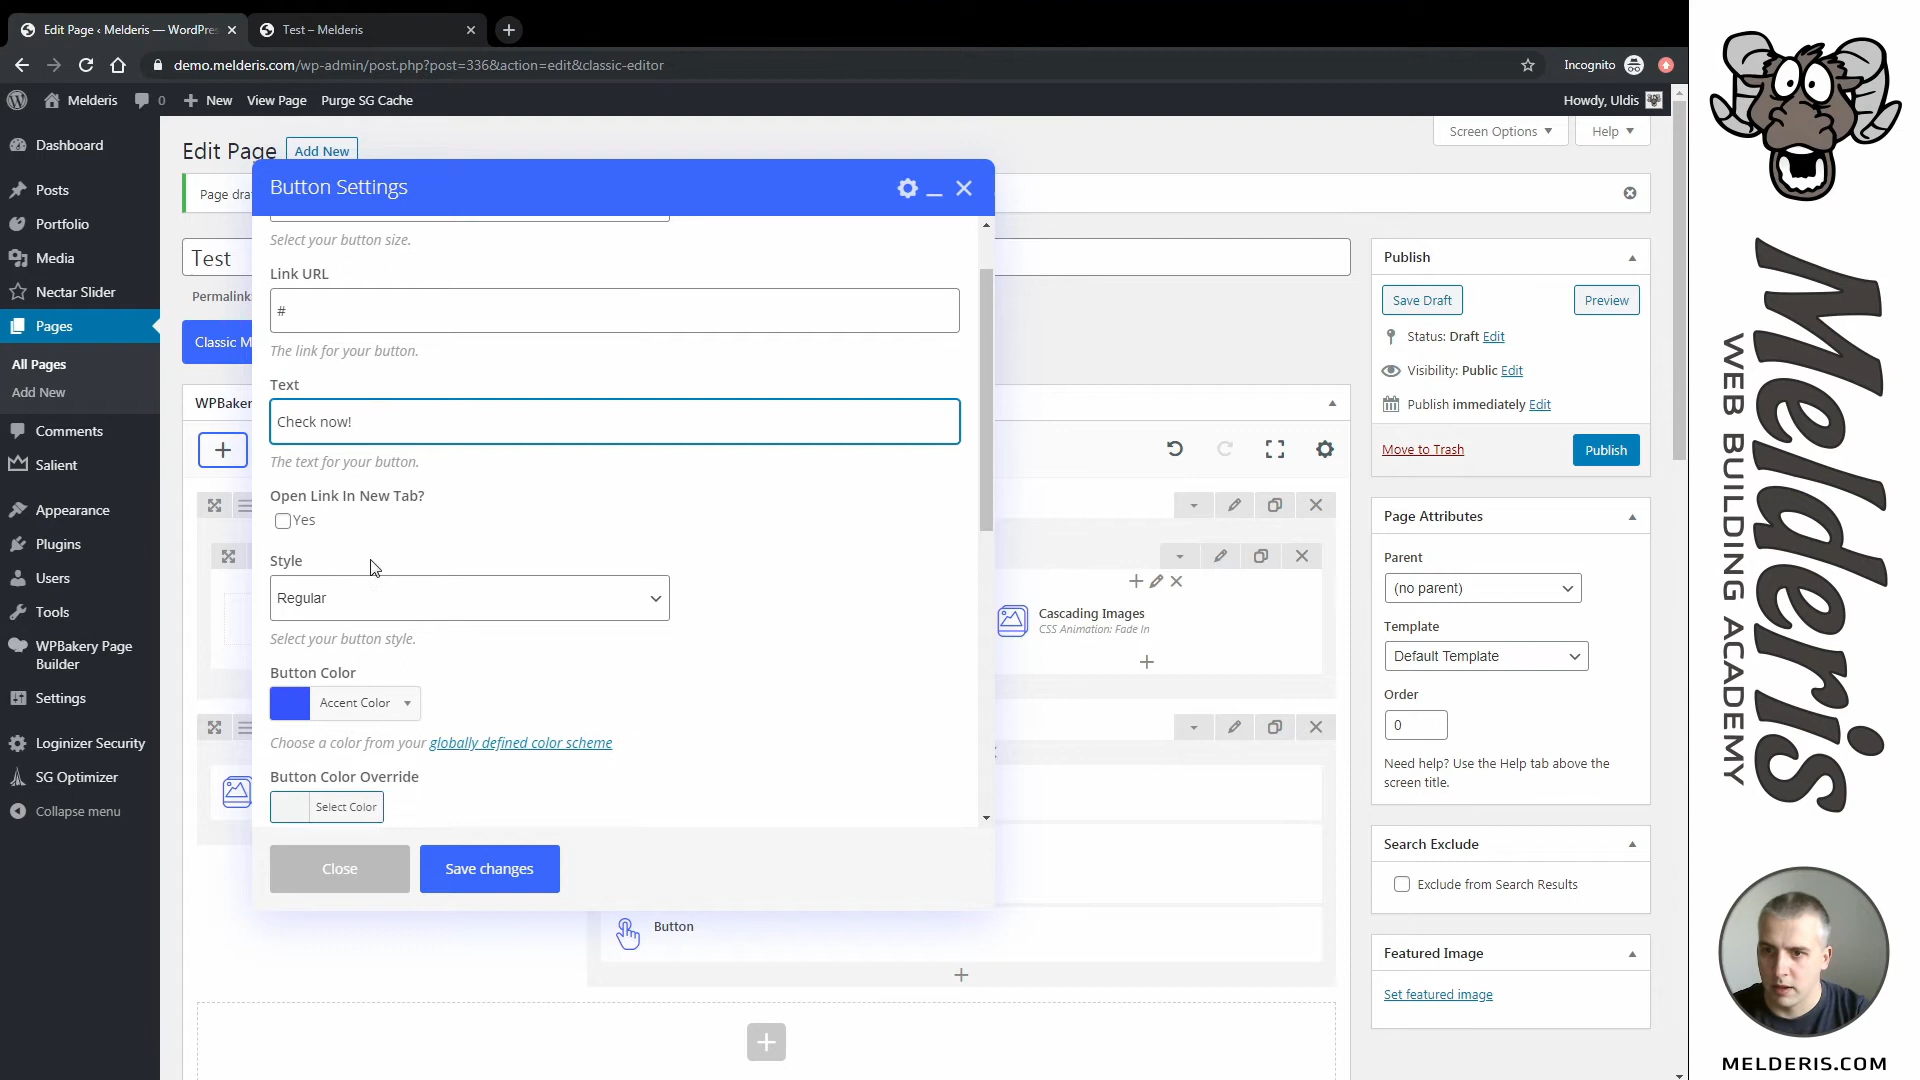 Edit Page ‹ Melderis — WordPres
Test – Melderis
demo.melderis.com/wp-admin/post.php?post=336&action=edit&classic-editor
Incognito
Melderis
0
New
View Page
Purge SG Cache
Howdy, Uldis
Dashboard
Posts
Portfolio
Media
Nectar Slider
Pages
All Pages
Add New
Comments
Salient
Appearance
Plugins
Users
Tools
WPBakery Page
Builder
Settings
Loginizer Security
SG Optimizer
Collapse menu
Edit Page
Add New
Screen Options
Help
Page dra
Test
Permalink
Classic M
WPBaker
Button Settings
Select your button size.
Link URL
#
The link for your button.
Text
Check now!
The text for your button.
Open Link In New Tab?
Yes
Style
Regular
Select your button style.
Button Color
Accent Color
Choose a color from your globally defined color scheme
Button Color Override
Select Color
Close
Save changes
Cascading Images
CSS Animation: Fade In
Button
Publish
Save Draft
Preview
Status: Draft Edit
Visibility: Public Edit
Publish immediately Edit
Move to Trash
Publish
Page Attributes
Parent
(no parent)
Template
Default Template
Order
0
Need help? Use the Help tab above the
screen title.
Search Exclude
Exclude from Search Results
Featured Image
Set featured image
Melderis
WEB BUILDING ACADEMY
MELDERIS.COM